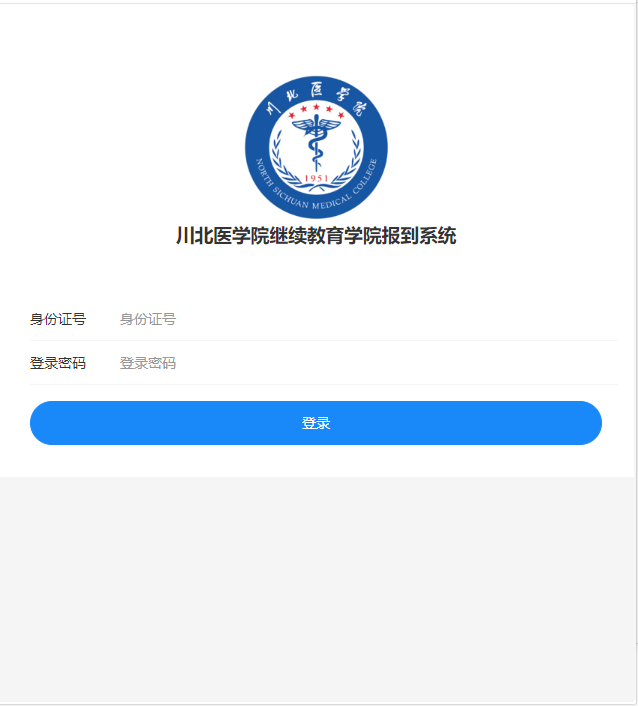 川北医学院
1951
NORTH SICHUAN MEDICAL COLLEGE
川北医学院继续教育学院报到系统
身份证号 身份证号
登录密码 登录密码
登录